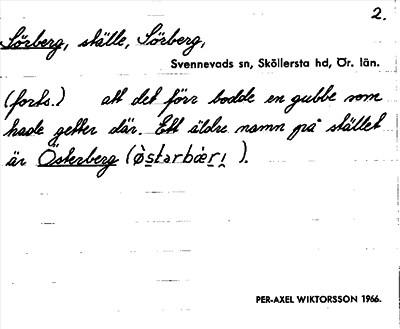 2.
Sörberg, ställe, Sörberg,
Svennevads sn, Sköllersta hd, Ör. län.
(forts.) att det förr bodde en gubbe som
hade getter där. Ett äldre namn på stället
är Österberg ( ).
PER-AXEL WIKTORSSON 1966.